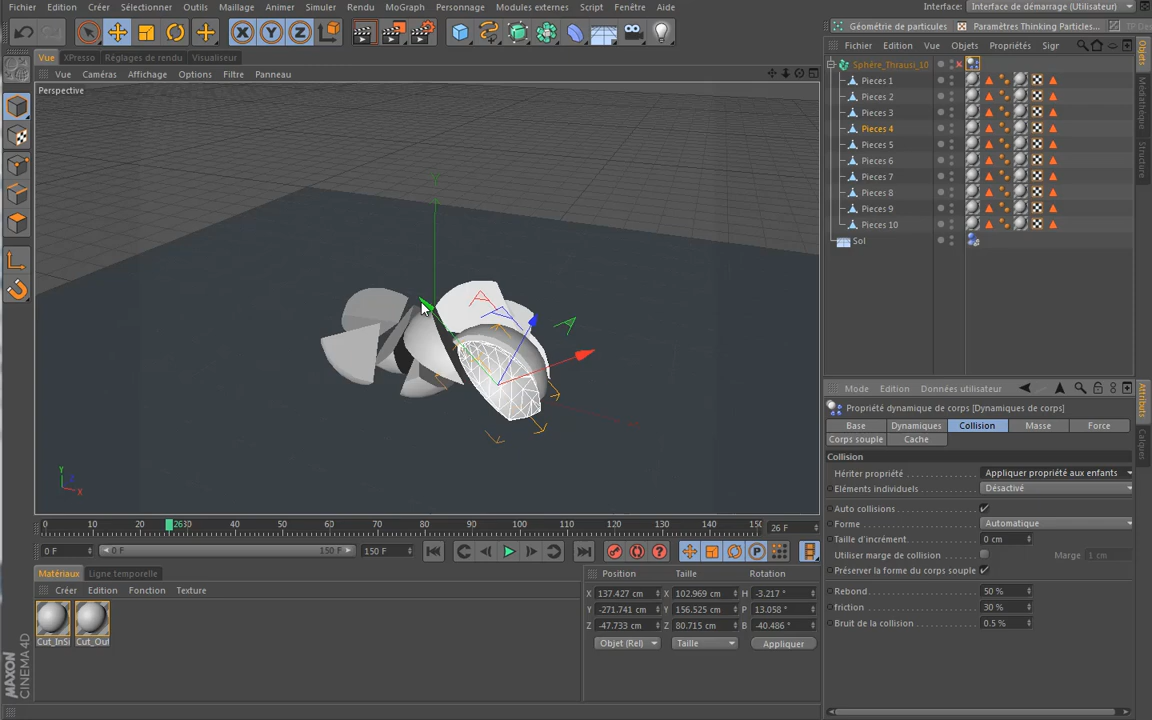 Fichier Edition Créer Sélectionner Outils Maillage Animer Simuler Rendu MoGraph Personnage Modules externes Script Fenêtre Aide
Interface: Interface de démarrage (Utilisateur)
Géométrie de particules Paramètres Thinking Particles...
Vue XPresso Réglages de rendu Visualiseur
Vue Caméras Affichage Options Filtre Panneau
Perspective
Fichier Edition Vue Objets Propriétés Sigr
Sphère_Thrausi_10
Pieces 1
Pieces 2
Pieces 3
Pieces 4
Pieces 5
Pieces 6
Pieces 7
Pieces 8
Pieces 9
Pieces 10
Sol
Objets
Médiathèque
Structure
X Y Z
Y
Z
X
Mode Edition Données utilisateur
Propriété dynamique de corps [Dynamiques de corps]
Base Dynamiques Collision Masse Force
Corps souple Cache
Collision
Hériter propriété Appliquer propriété aux enfants
Eléments individuels Désactivé
Auto collisions
Forme Automatique
Taille d'incrément. 0 cm
Utiliser marge de collision Marge 1 cm
Préserver la forme du corps souple
Rebond 50 %
friction 30 %
Bruit de la collision 0.5 %
Attributs
Calques
0 10 20 263 30 40 50 60 70 80 90 100 110 120 130 140 150 26 F
0 F 0 F 150 F 150 F
Matériaux Ligne temporelle
Créer Edition Fonction Texture
Cut_InSi Cut_Out
Position Taille Rotation
X 137.427 cm X 102.969 cm H -3.217 °
Y -271.741 cm Y 156.525 cm P 13.058 °
Z -47.733 cm Z 80.715 cm B -40.486 °
Objet (Rel) Taille Appliquer
MAXON
CINEMA 4D